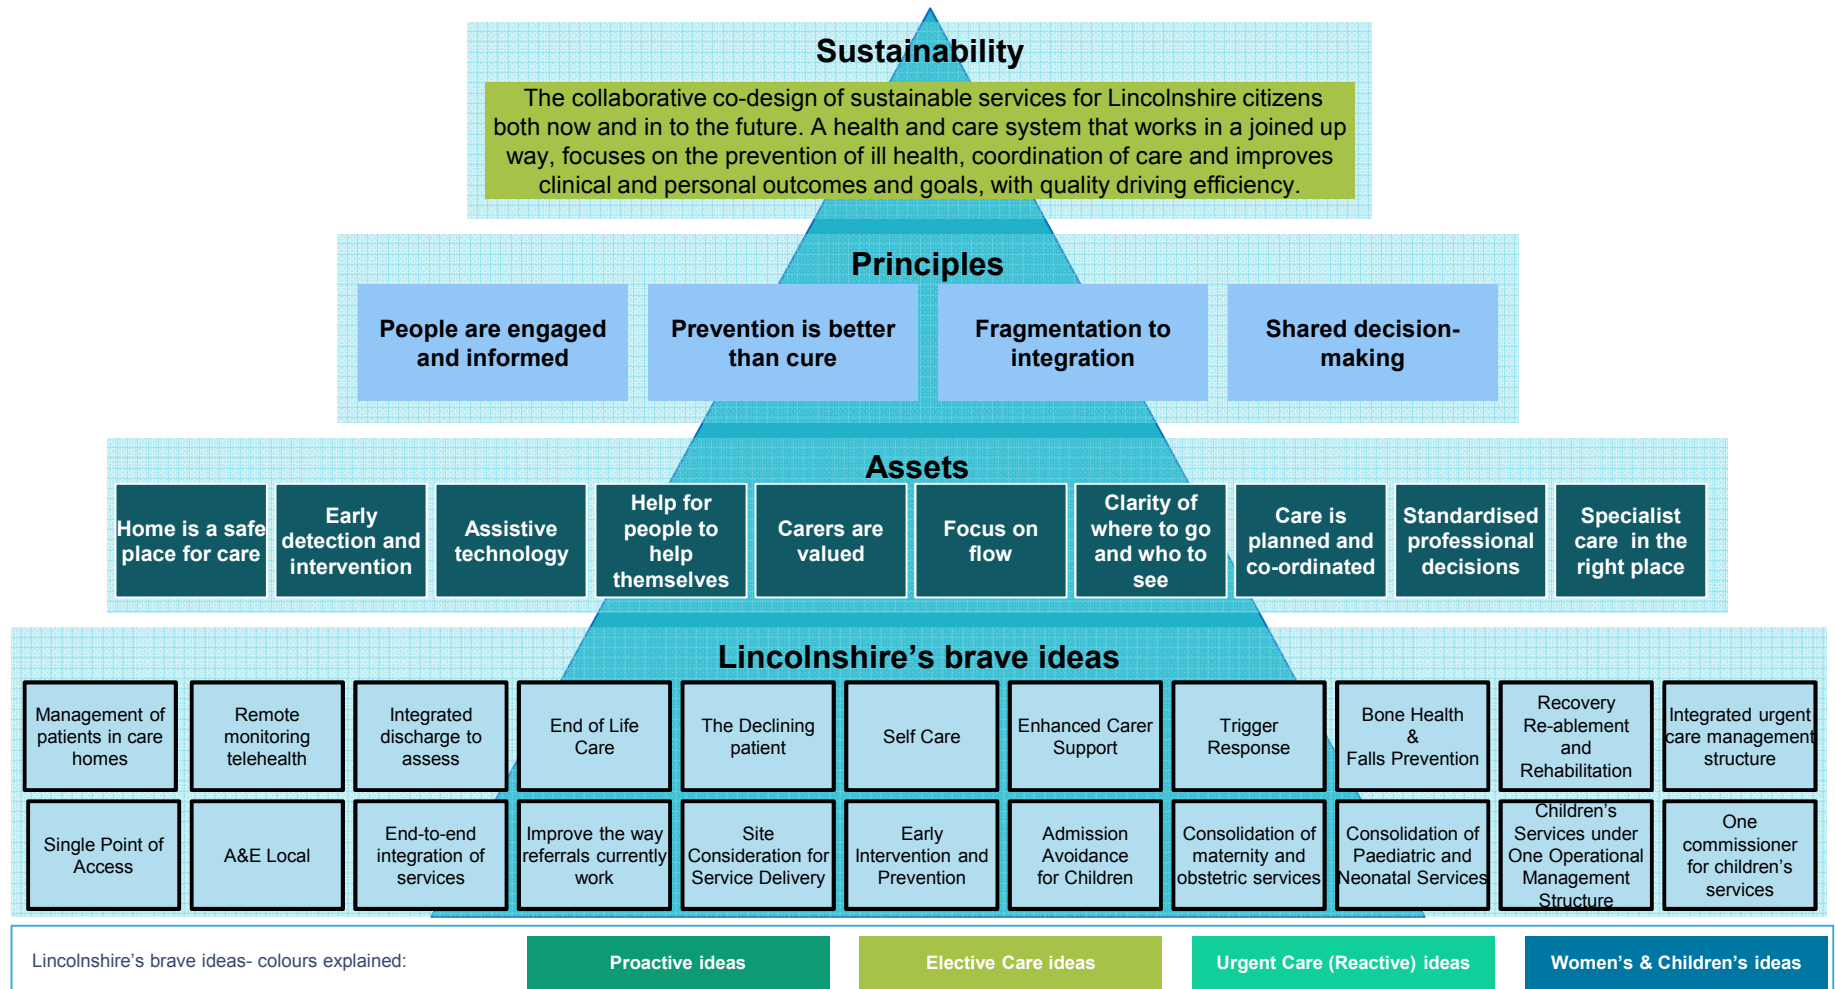 Sustainability
The collaborative co-design of sustainable services for Lincolnshire citizens
both now and in to the future. A health and care system that works in a joined up
way, focuses on the prevention of ill health, coordination of care and improves
clinical and personal outcomes and goals, with quality driving efficiency.
Principles
People are engaged
and informed
Prevention is better
than cure
Fragmentation to
integration
Shared decision-
making
Assets
Home is a safe
place for care
Early
detection and
intervention
Assistive
technology
Help for
people to
help
themselves
Carers are
valued
Focus on
flow
Clarity of
where to go
and who to
see
Care is
planned and
co-ordinated
Standardised
professional
decisions
Specialist
care in the
right place
Lincolnshire’s brave ideas
Management of
patients in care
homes
Remote
monitoring
telehealth
Integrated
discharge to
assess
End of Life
Care
The Declining
patient
Self Care
Enhanced Carer
Support
Trigger
Response
Bone Health
&
Falls Prevention
Recovery
Re-ablement
and
Rehabilitation
Integrated urgent
care management
structure
Single Point of
Access
A&E Local
End-to-end
integration of
services
Improve the way
referrals currently
work
Site
Consideration for
Service Delivery
Early
Intervention and
Prevention
Admission
Avoidance
for Children
Consolidation of
maternity and
obstetric services
Consolidation of
Paediatric and
Neonatal Services
Children’s
Services under
One Operational
Management
Structure
One
commissioner
for children’s
services
Lincolnshire’s brave ideas- colours explained:
Proactive ideas
Elective Care ideas
Urgent Care (Reactive) ideas
Women’s & Children’s ideas